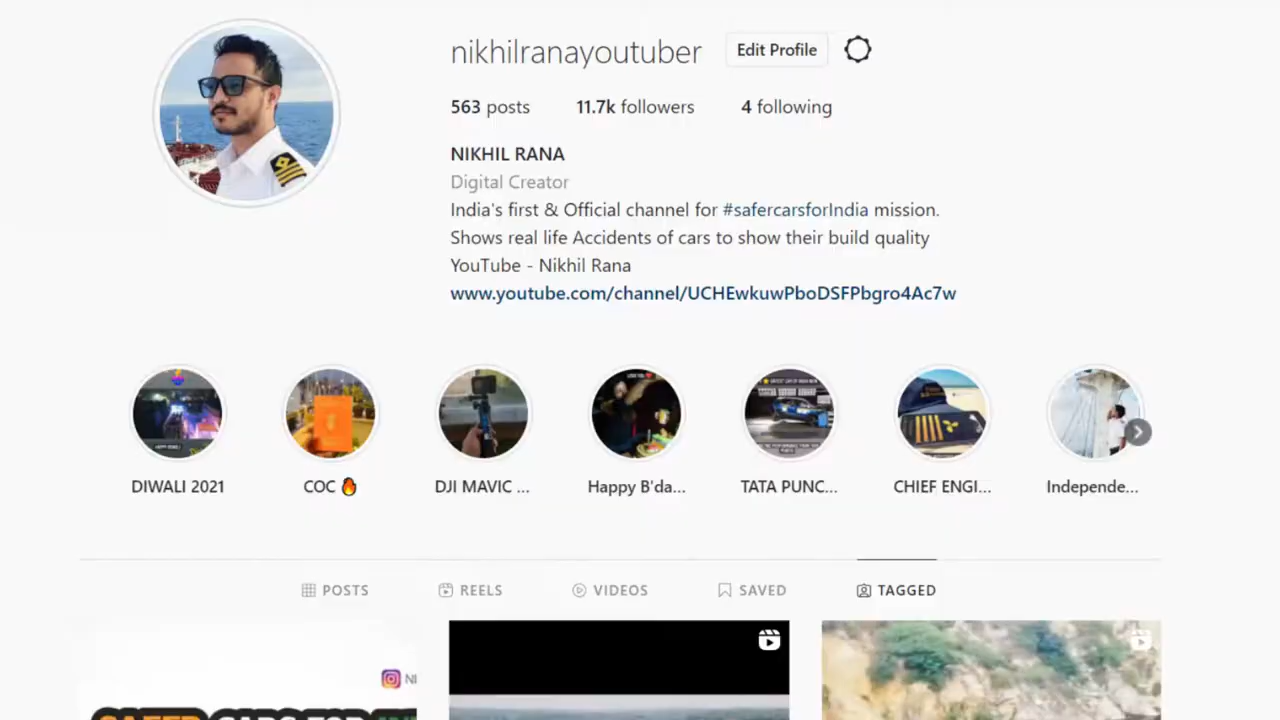 nikhilranayoutuber Edit Profile
563 posts 11.7k followers 4 following
NIKHIL RANA
Digital Creator
India's first & Official channel for #safercarsforIndia mission.
Shows real life Accidents of cars to show their build quality
YouTube - Nikhil Rana
www.youtube.com/channel/UCHEwkuwPboDSFPbgro4Ac7w
DIWALI 2021 COC🔥 DJI MAVIC ... Happy B'da... TATA PUNC... CHIEF ENGI... Independe...
POSTS REELS VIDEOS SAVED TAGGED